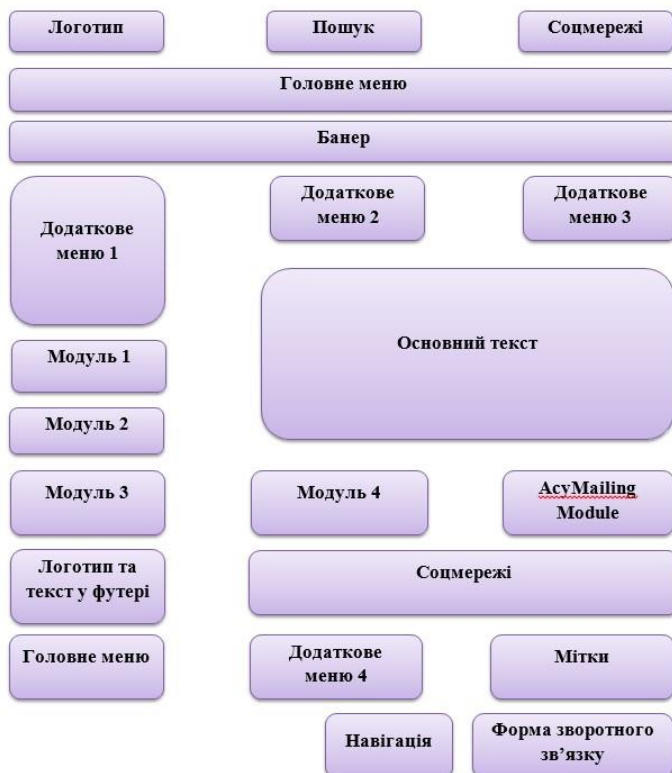 Логотип
Пошук
Соцмережі
Головне меню
Банер
Додаткове
меню 1
Додаткове
меню 2
Додаткове
меню 3
Основний текст
Модуль 1
Модуль 2
Модуль 3
Модуль 4
AcyMailing
Module
Логотип та
текст у футері
Соцмережі
Головне меню
Додаткове
меню 4
Мітки
Навігація
Форма зворотного
зв’язку